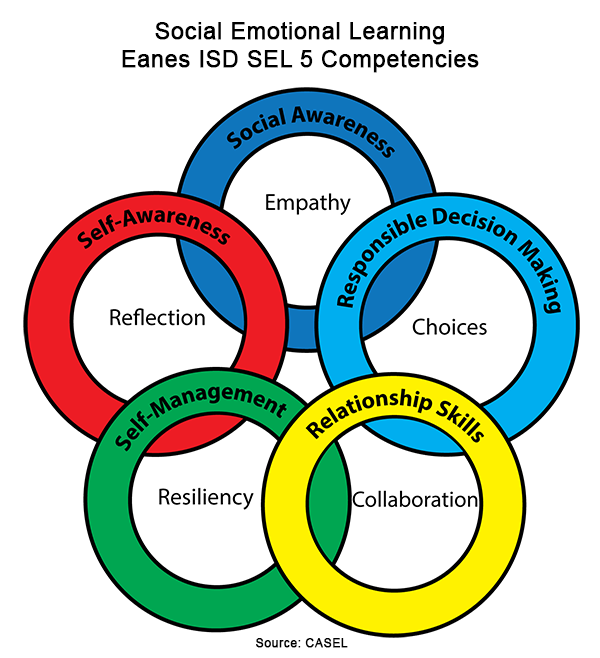 Social Emotional Learning
Eanes ISD SEL 5 Competencies
Social Awareness
Empathy
Self-Awareness
Reflection
Responsible Decision Making
Choices
Self-Management
Resiliency
Relationship Skills
Collaboration
Source: CASEL